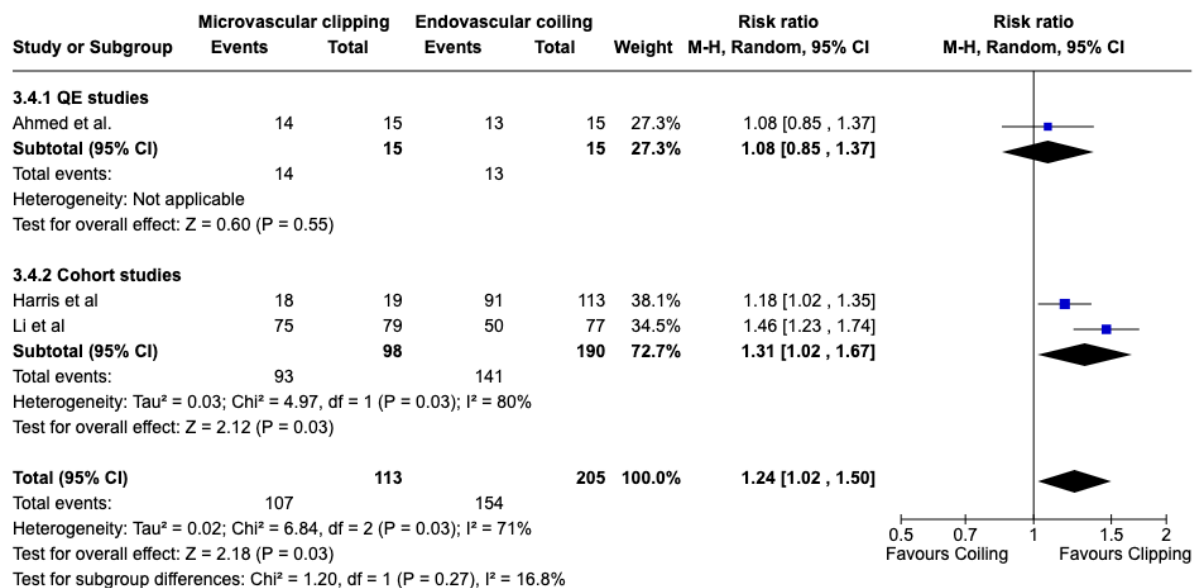 Microvascular clipping Endovascular coiling Risk ratio Risk ratio
Study or Subgroup Events Total Events Total Weight M-H, Random, 95% CI M-H, Random, 95% CI
3.4.1 QE studies
Ahmed et al. 14 15 13 15 27.3% 1.08 [0.85 , 1.37]
Subtotal (95% CI) 15 15 27.3% 1.08 [0.85 , 1.37]
Total events: 14 13
Heterogeneity: Not applicable
Test for overall effect: Z = 0.60 (P = 0.55)
3.4.2 Cohort studies
Harris et al 18 19 91 113 38.1% 1.18 [1.02 , 1.35]
Li et al 75 79 50 77 34.5% 1.46 [1.23 , 1.74]
Subtotal (95% CI) 98 190 72.7% 1.31 [1.02 , 1.67]
Total events: 93 141
Heterogeneity: Tau² = 0.03; Chi² = 4.97, df = 1 (P = 0.03); I² = 80%
Test for overall effect: Z = 2.12 (P = 0.03)
Total (95% CI) 113 205 100.0% 1.24 [1.02 , 1.50]
Total events: 107 154
Heterogeneity: Tau² = 0.02; Chi² = 6.84, df = 2 (P = 0.03); I² = 71%
Test for overall effect: Z = 2.18 (P = 0.03)
Test for subgroup differences: Chi² = 1.20, df = 1 (P = 0.27), I² = 16.8%
0.5 0.7 1 1.5 2
Favours Coiling Favours Clipping